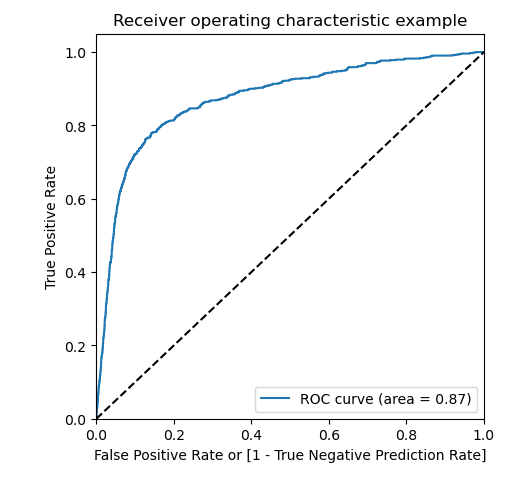 Receiver operating characteristic example
True Positive Rate
1.0
0.8
0.6
0.4
0.2
0.0
ROC curve (area = 0.87)
0.0 0.2 0.4 0.6 0.8 1.0
False Positive Rate or [1 - True Negative Prediction Rate]